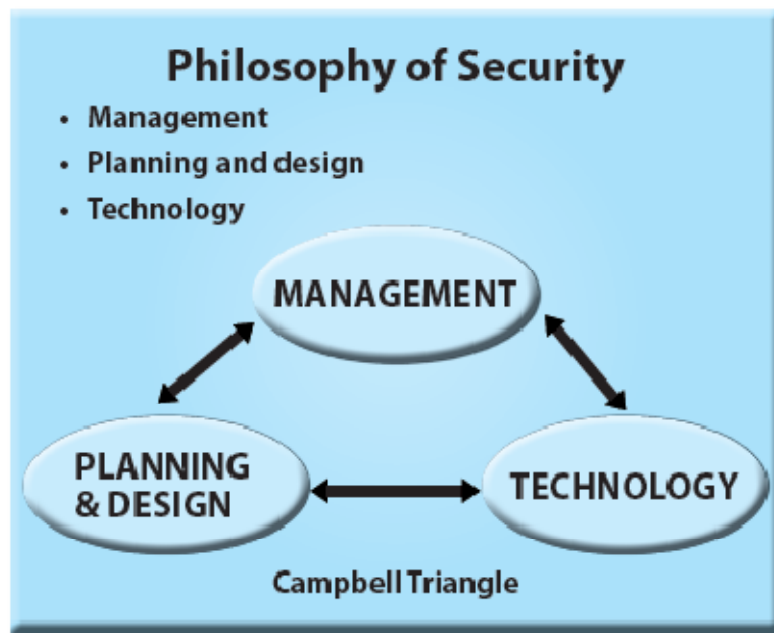 Philosophy of Security
• Management
• Planning and design
• Technology
MANAGEMENT
PLANNING
& DESIGN
TECHNOLOGY
Campbell Triangle